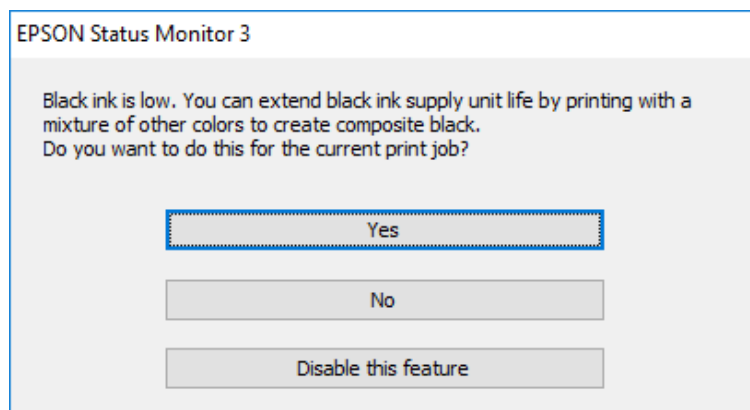 EPSON Status Monitor 3
Black ink is low. You can extend black ink supply unit life by printing with a
mixture of other colors to create composite black.
Do you want to do this for the current print job?
Yes
No
Disable this feature